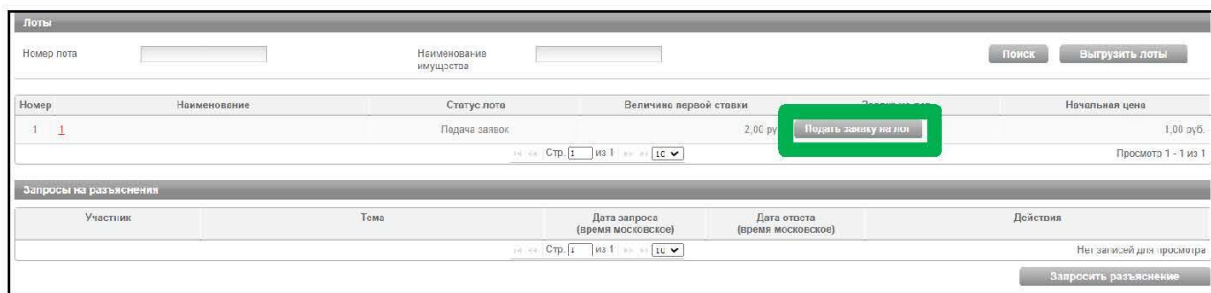 Лоты
Номер лота
Наименование
имущества
Поиск
Выгрузить лоты
Номер Наименование Статус лота Величина первой ставки Начальная цена
1 1 Подача заявок 2,00 ру Подать заявку на лот 1,00 руб.
Стр. 1 из 1 10 Просмотр 1 - 1 из 1
Запросы на разъяснения
Участник Тема Дата запроса Дата ответа Действия
(время московское) (время московское)
Стр. 1 из 1 10 Нет записей для просмотра
Запросить разъяснение